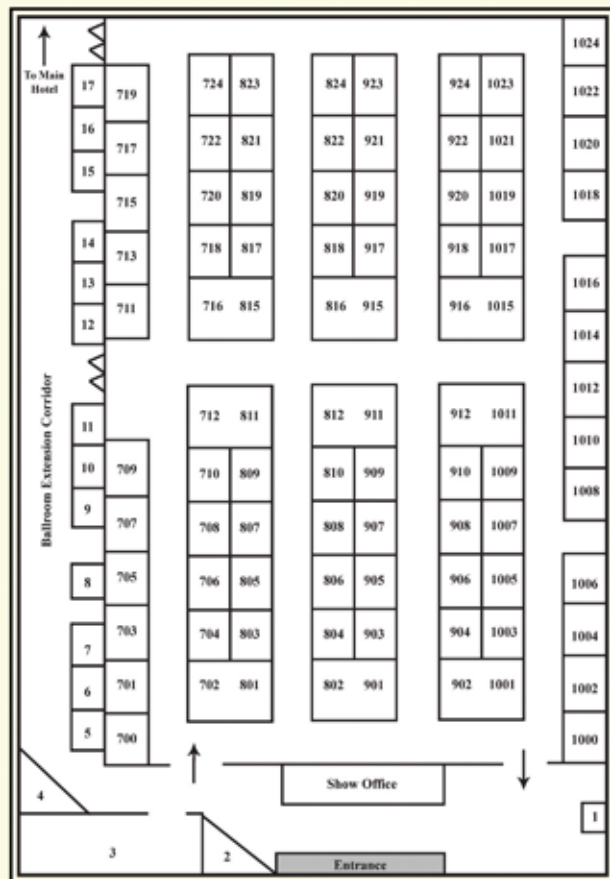 1024
To Main
Hotel
17 719 724 823 824 923 924 1023 1022
16 717 722 821 822 921 922 1021 1020
15 715 720 819 820 919 920 1019 1018
14 713 718 817 818 917 918 1017
13 1016
12 711 716 815 816 915 916 1015
1014
1012
11 712 811 812 911 912 1011
1010
10 709 710 809 810 909 910 1009
1008
9 707 708 807 808 907 908 1007
8 705 706 805 806 905 906 1005 1006
7 703 704 803 804 903 904 1003 1004
6 701 702 801 802 901 902 1001 1002
5 700 1000
Ballroom Extension Corridor
Show Office
4
1
3 2
Entrance